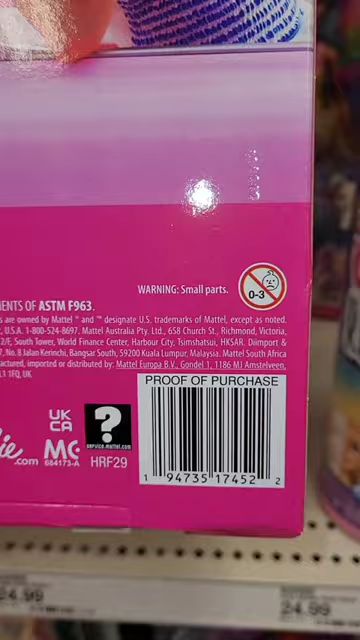 WARNING: Small parts.
0-3
ENTS OF ASTM F963.
s are owned by Mattel ™ and ™ designate U.S. trademarks of Mattel, except as noted.
, U.S.A. 1-800-524-8697. Mattel Australia Pty. Ltd., 658 Church St., Richmond, Victoria,
2/F, South Tower, World Finance Center, Harbour City, Tsimshatsui, HKSAR. Diimport &
7, No. 8 Jalan Kerinchi, Bangsar South, 59200 Kuala Lumpur, Malaysia. Mattel South Africa
actured, imported or distributed by: Mattel Europa B.V., Gondel 1, 1186 MJ Amstelveen,
1FQ, UK
PROOF OF PURCHASE
UK
CA
?
service.mattel.com
ie
.com
MC
684173-A
HRF29
1 94735 17452 2
24.99
24.99